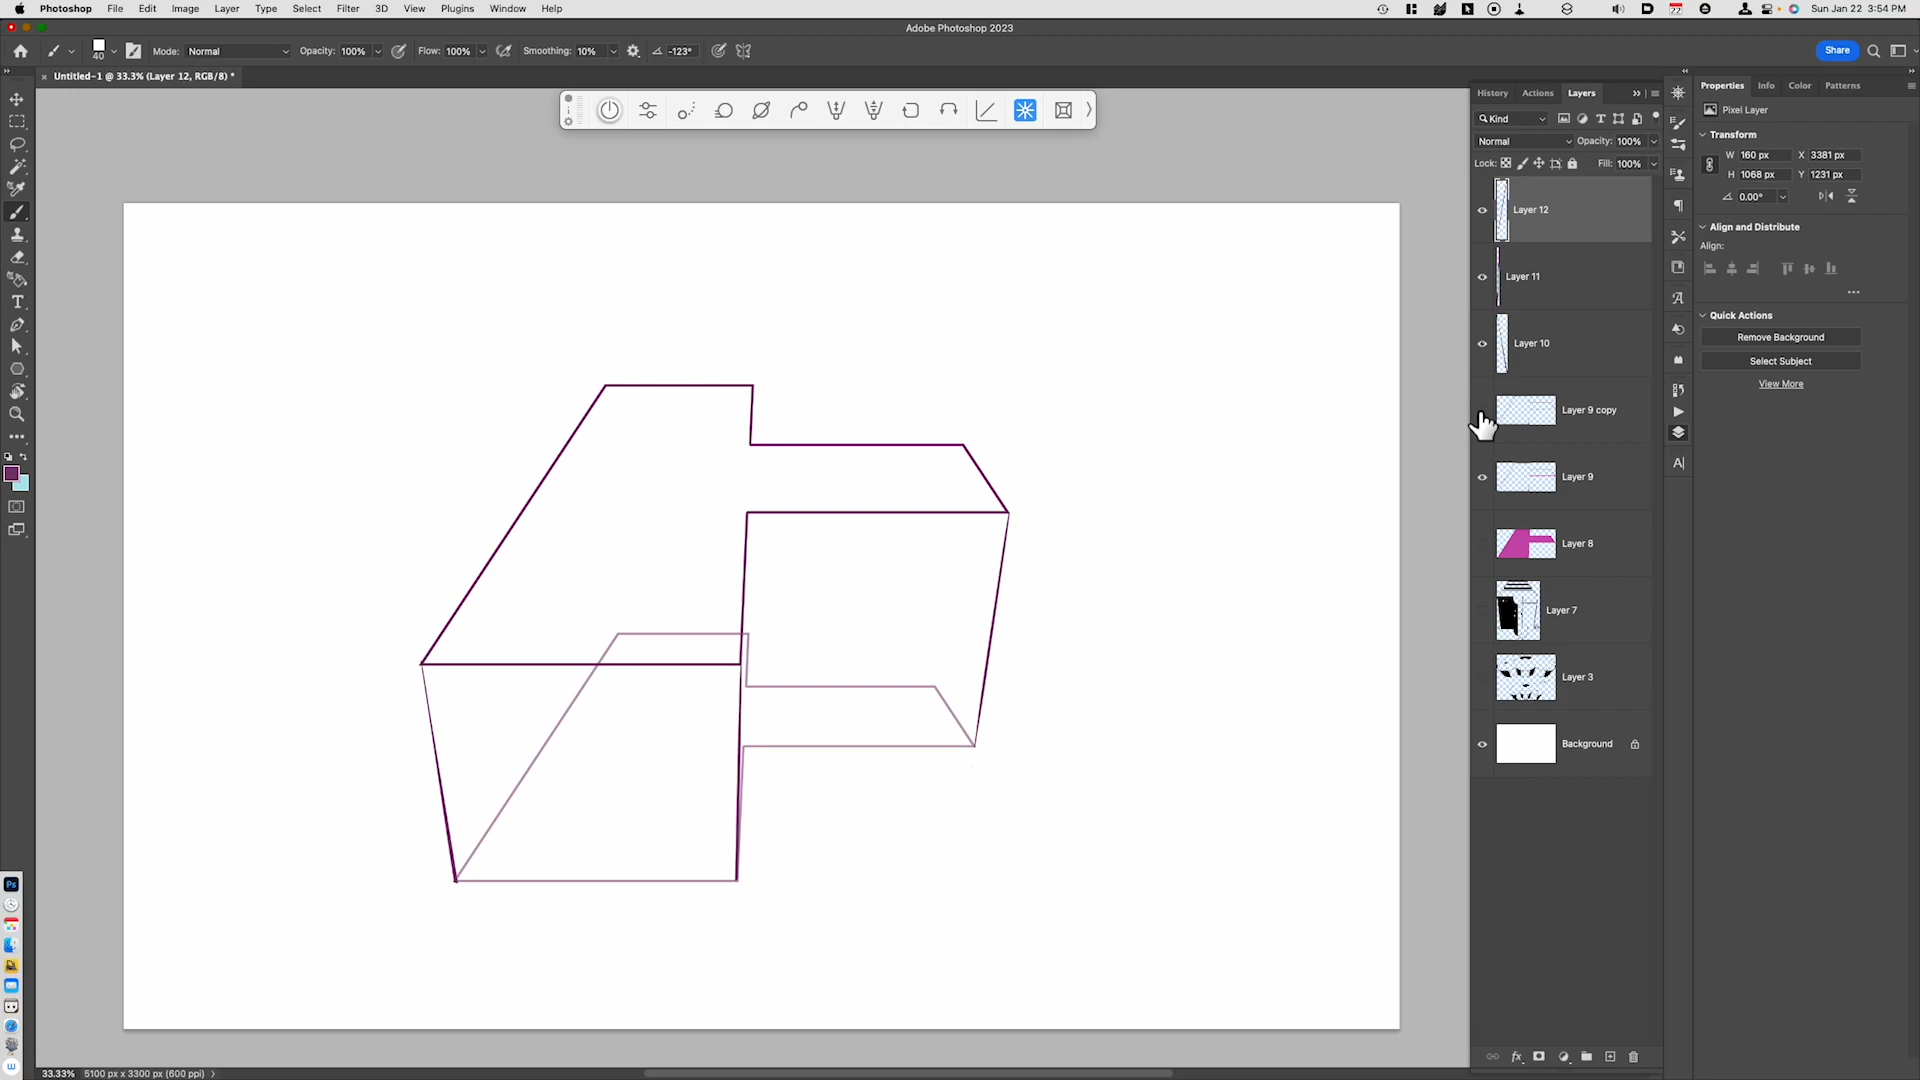 Photoshop File Edit Image Layer Type Select Filter 3D View Plugins Window Help
22
Sun Jan 22 3:54 PM
Adobe Photoshop 2023
40
Mode: Normal
Opacity: 100%
Flow: 100%
Smoothing: 10%
-123°
Share
Untitled-1 @ 33.3% (Layer 12, RGB/8) *
History Actions Layers
Kind
Normal
Opacity: 100%
Lock:
Fill: 100%
Layer 12
Layer 11
Layer 10
Layer 9 copy
Layer 9
Layer 8
Layer 7
Layer 3
Background
fx
Properties Info Color Patterns
Pixel Layer
Transform
W 160 px X 3381 px
H 1068 px Y 1231 px
0.00°
Align and Distribute
Align:
Quick Actions
Remove Background
Select Subject
View More
Ps
33.33% 5100 px x 3300 px (600 ppi)